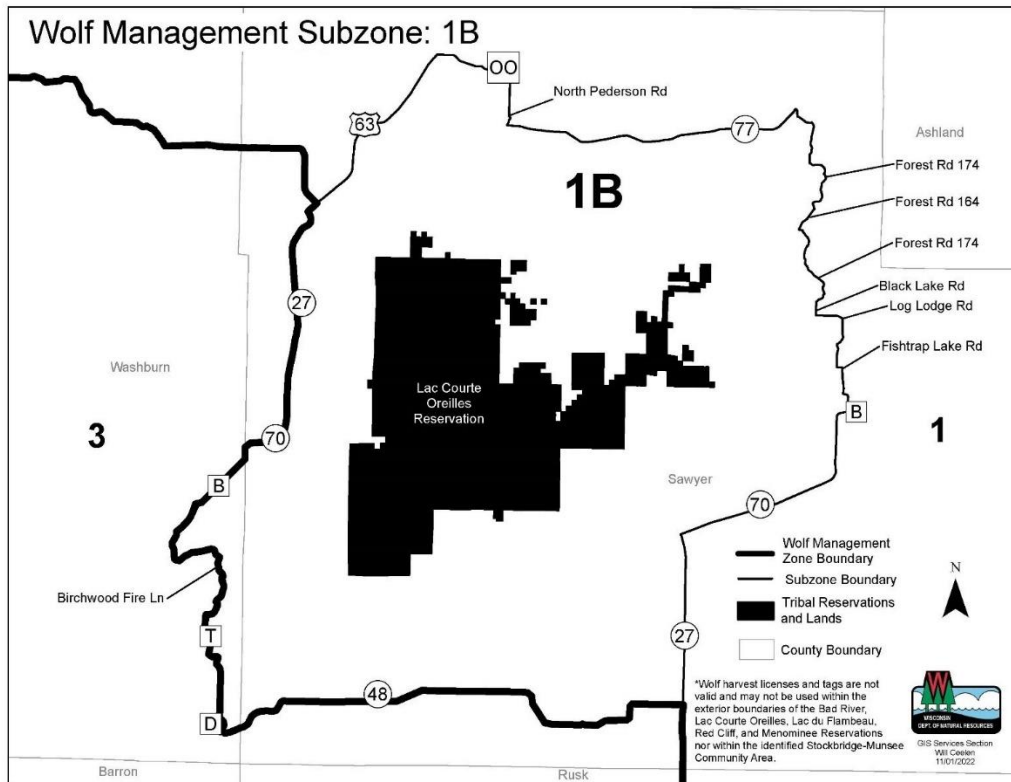 Wolf Management Subzone: 1B
OO
North Pederson Rd
63
77
Ashland
Forest Rd 174
1B
Forest Rd 164
Forest Rd 174
27
Black Lake Rd
Log Lodge Rd
Fishtrap Lake Rd
Washburn
Lac Courte
Oreilles
Reservation
B
3
70
1
B
Sawyer
70
Wolf Management
Zone Boundary
Subzone Boundary
Tribal Reservations
and Lands
County Boundary
N
Birchwood Fire Ln
T
27
48
D
*Wolf harvest licenses and tags are not
valid and may not be used within the
exterior boundaries of the Bad River,
Lac Courte Oreilles, Lac du Flambeau,
Red Cliff, and Menominee Reservations
nor within the identified Stockbridge-Munsee
Community Area.
W
WISCONSIN
DEPT. OF NATURAL RESOURCES
GIS Services Section
Will Ceelen
11/01/2022
Barron
Rusk